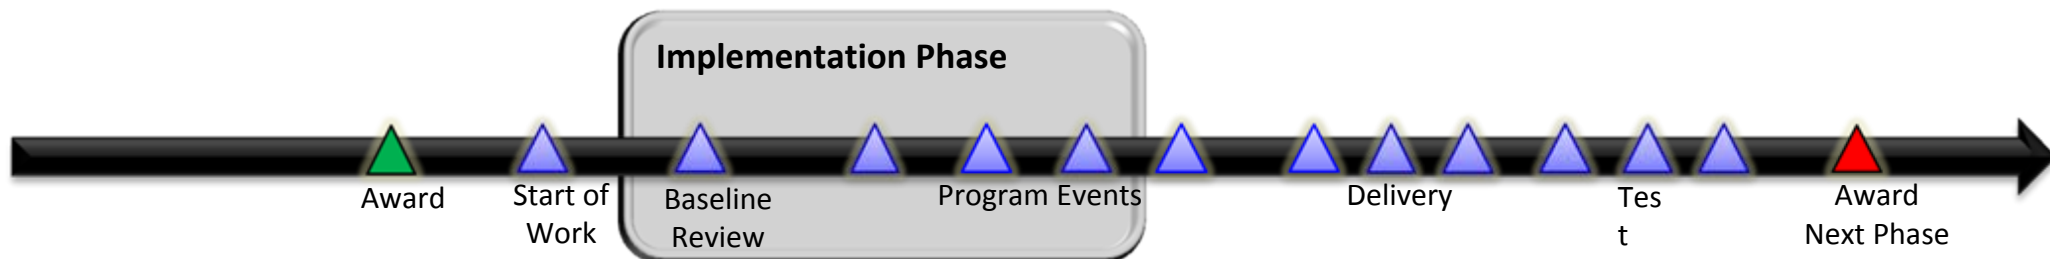 Implementation Phase
Award
Start of
Work
Baseline
Review
Program Events
Delivery
Tes
t
Award
Next Phase